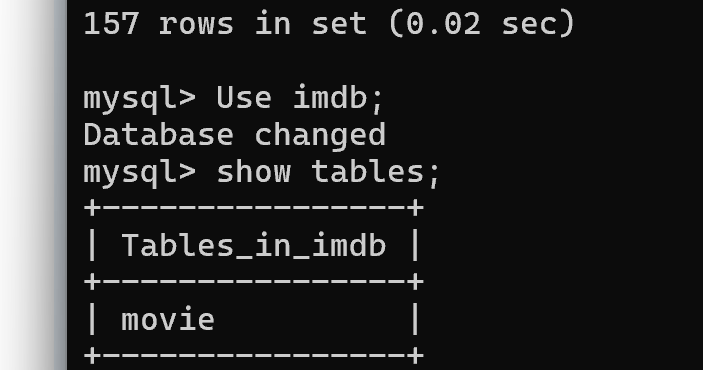 157 rows in set (0.02 sec)
mysql> Use imdb;
Database changed
mysql> show tables;
+----------------+
| Tables_in_imdb |
+----------------+
| movie          |
+----------------+